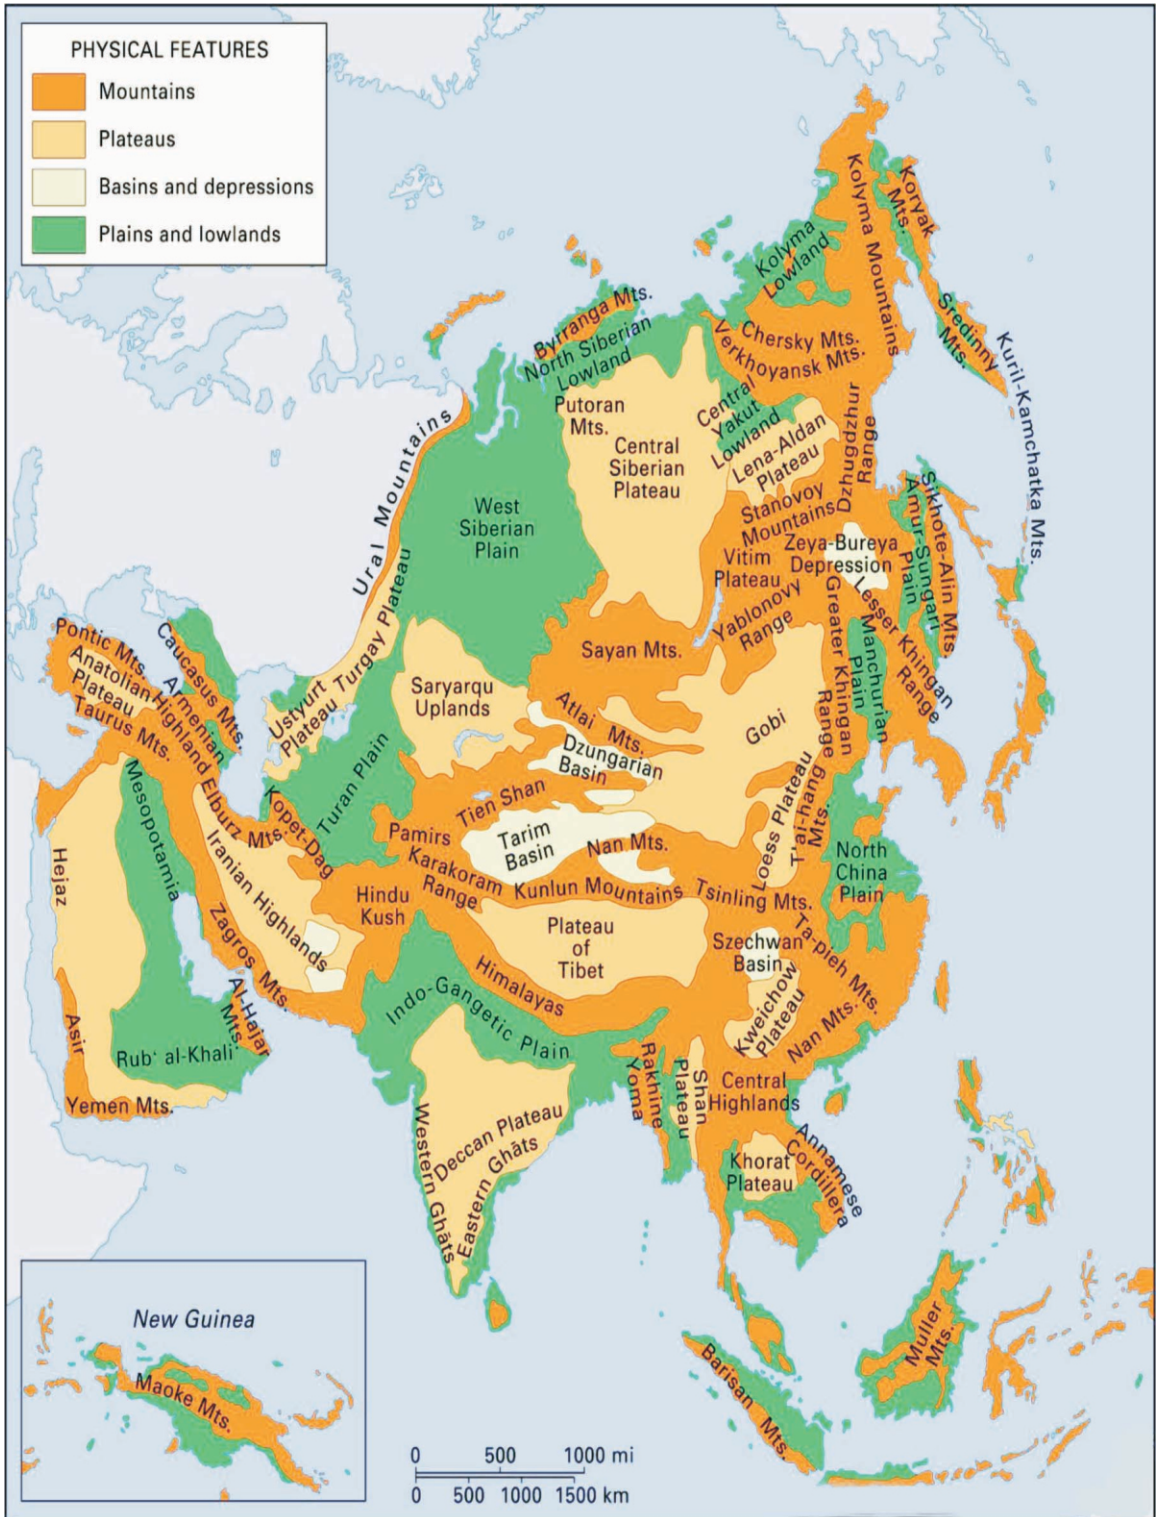 PHYSICAL FEATURES
Mountains
Plateaus
Basins and depressions
Plains and lowlands
Kolyma Mountains
Koryak
Mts.
Kolyma
Lowland
Sredinny
Mts.
Kuril-Kamchatka Mts.
Byrranga Mts.
North Siberian
Lowland
Chersky Mts.
Verkhoyansk Mts.
Putoran
Mts.
Central
Siberian
Plateau
Central
Yakut
Lowland
Lena-Aldan
Plateau
Dzhugdzhur
Range
Ural Mountains
West
Siberian
Plain
Stanovoy
Mountains
Zeya-Bureya
Depression
Vitim
Plateau
Sikhote-Alin Mts.
Amur-Sungari
Plain
Yablonovy
Range
Lesser Khingan
Range
Greater Khingan
Range
Manchurian
Plain
Turgay Plateau
Pontic Mts.
Anatolian
Plateau
Taurus Mts.
Caucasus Mts.
Armenian
Highland
Ustyurt
Plateau
Saryarqu
Uplands
Sayan Mts.
Atlai
Mts.
Gobi
Dzungarian
Basin
Turan Plain
Mesopotamia
Elburz Mts.
Kopet-Dag
Tien Shan
Pamirs
Tarim
Basin
Nan Mts.
Loess Plateau
T'ai-hang
Mts.
North
China
Plain
Hejaz
Iranian Highlands
Zagros Mts.
Hindu
Kush
Karakoram
Range
Kunlun Mountains
Tsinling Mts.
Plateau
of
Tibet
Szechwan
Basin
Ta-pieh Mts.
Himalayas
Indo-Gangetic Plain
Al-Hajar
Mts.
Kweichow
Plateau
Nan Mts.
Asir
Rub' al-Khali
Yemen Mts.
Rakhine
Yoma
Shan
Plateau
Central
Highlands
Western Ghāts
Deccan Plateau
Eastern Ghāts
Khorat
Plateau
Annamese
Cordillera
New Guinea
Maoke Mts.
Barisan Mts.
Muller
Mts.
0 500 1000 mi
0 500 1000 1500 km